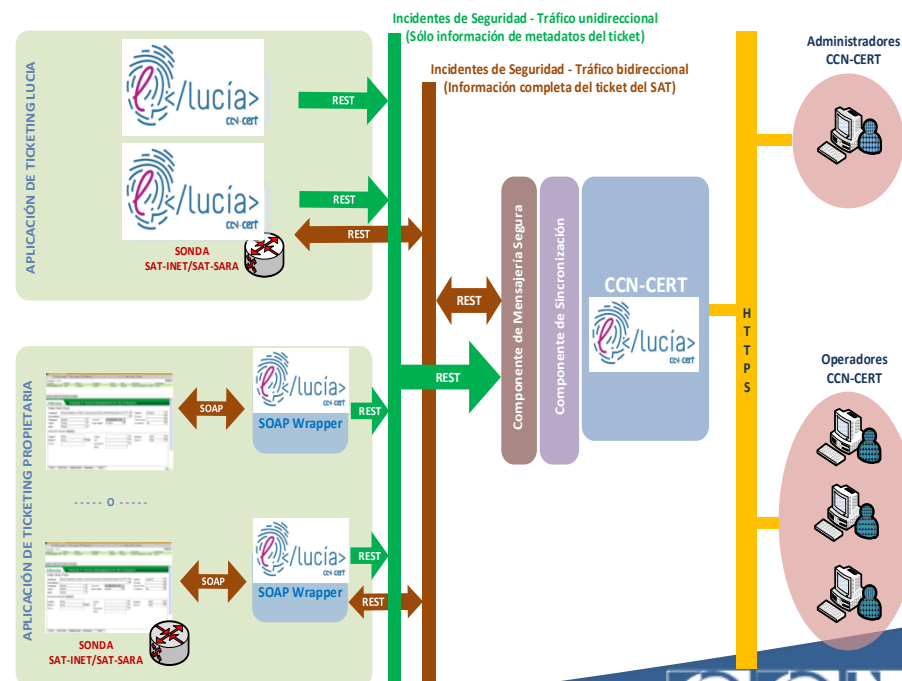 Incidentes de Seguridad - Tráfico unidireccional
(Sólo información de metadatos del ticket)
Incidentes de Seguridad - Tráfico bidireccional
(Información completa del ticket del SAT)
Administradores
CCN-CERT
APLICACIÓN DE TICKETING LUCIA
</lucía>
ccn-cert
REST
</lucía>
ccn-cert
REST
REST
SONDA
SAT-INET/SAT-SARA
REST
REST
Componente de Mensajería Segura
Componente de Sincronización
CCN-CERT
</lucía>
ccn-cert
HTTPS
Operadores
CCN-CERT
APLICACIÓN DE TICKETING PROPIETARIA
SOAP
</lucía>
ccn-cert
SOAP Wrapper
REST
- - - - - O - - - - -
SOAP
</lucía>
ccn-cert
SOAP Wrapper
REST
REST
SONDA
SAT-INET/SAT-SARA